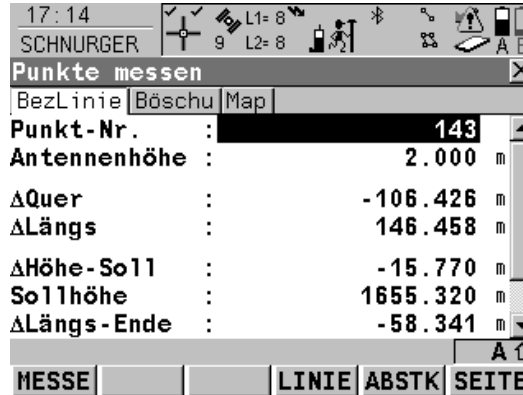 17:14
SCHNURGER
9 L1= 8
L2= 8
A
Punkte messen
BezLinie Böschu Map
Punkt-Nr. : 143
Antennenhöhe : 2.000 m
ΔQuer : -106.426 m
ΔLängs : 146.458 m
ΔHöhe-Soll : -15.770 m
Sollhöhe : 1655.320 m
ΔLängs-Ende : -58.341 m
A
MESSE LINIE ABSTK SEITE